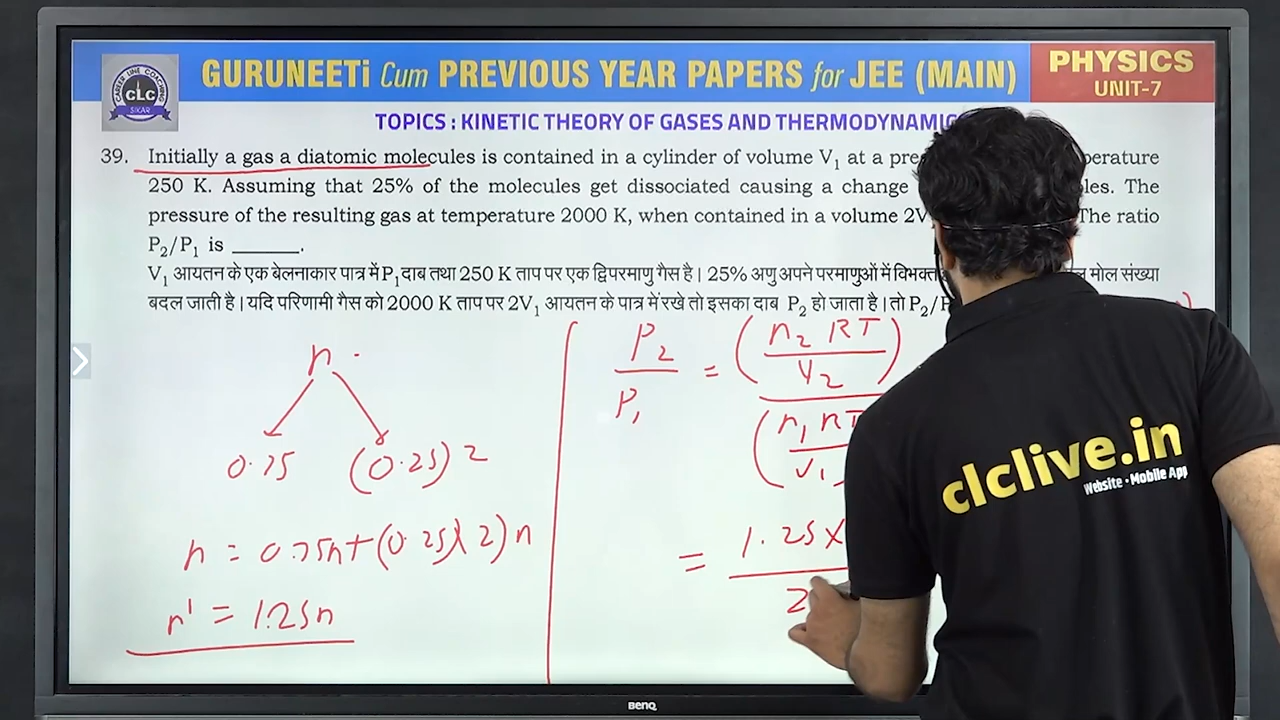 GURUNEETi Cum PREVIOUS YEAR PAPERS for JEE (MAIN)
PHYSICS
UNIT-7
CAREER LINE COACHING
CLC
SIKAR
TOPICS : KINETIC THEORY OF GASES AND THERMODYNAMIC
39. Initially a gas a diatomic molecules is contained in a cylinder of volume V₁ at a pre perature
250 K. Assuming that 25% of the molecules get dissociated causing a change les. The
pressure of the resulting gas at temperature 2000 K, when contained in a volume 2V The ratio
P₂/P₁ is ______.
V₁ आयतन के एक बेलनाकार पात्र में P₁दाब तथा 250 K ताप पर एक द्विपरमाणु गैस है। 25% अणु अपने परमाणुओं में विभक्त ल मोल संख्या
बदल जाती है। यदि परिणामी गैस को 2000 K ताप पर 2V₁ आयतन के पात्र में रखे तो इसका दाब P₂ हो जाता है। तो P₂/P
n .
0.75 (0.25) 2
n = 0.75n + (0.25)(2)n
n' = 1.25n
P₂ = (n₂ RT
P₁ V₂)
(n₁ RT
V₁)
= 1.25 ×
2
clclive.in
Website • Mobile App
BENQ